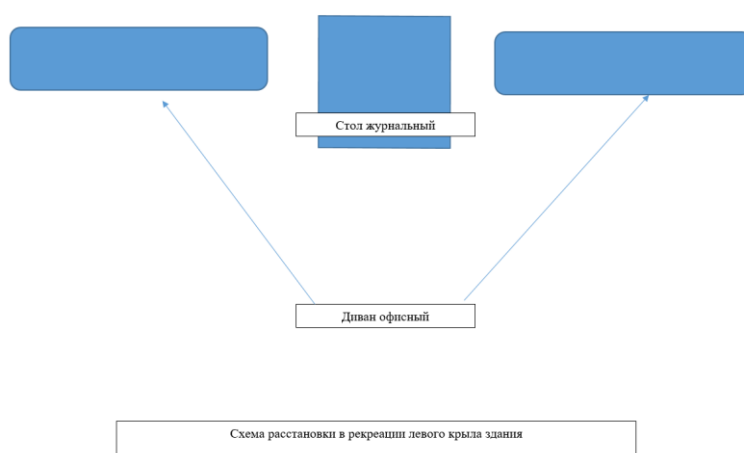 Стол журнальный
Диван офисный
Схема расстановки в рекреации левого крыла здания